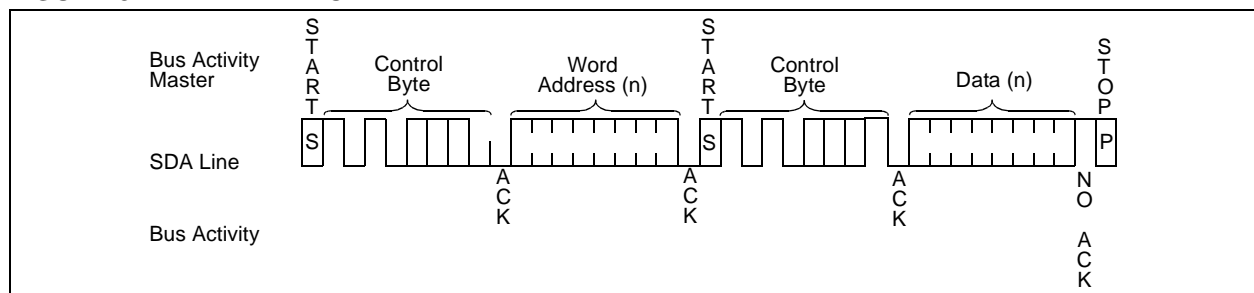 Bus Activity
Master
START
Control
Byte
Word
Address (n)
START
Control
Byte
Data (n)
STOP
SDA Line
S
S
P
Bus Activity
ACK
ACK
ACK
NO ACK